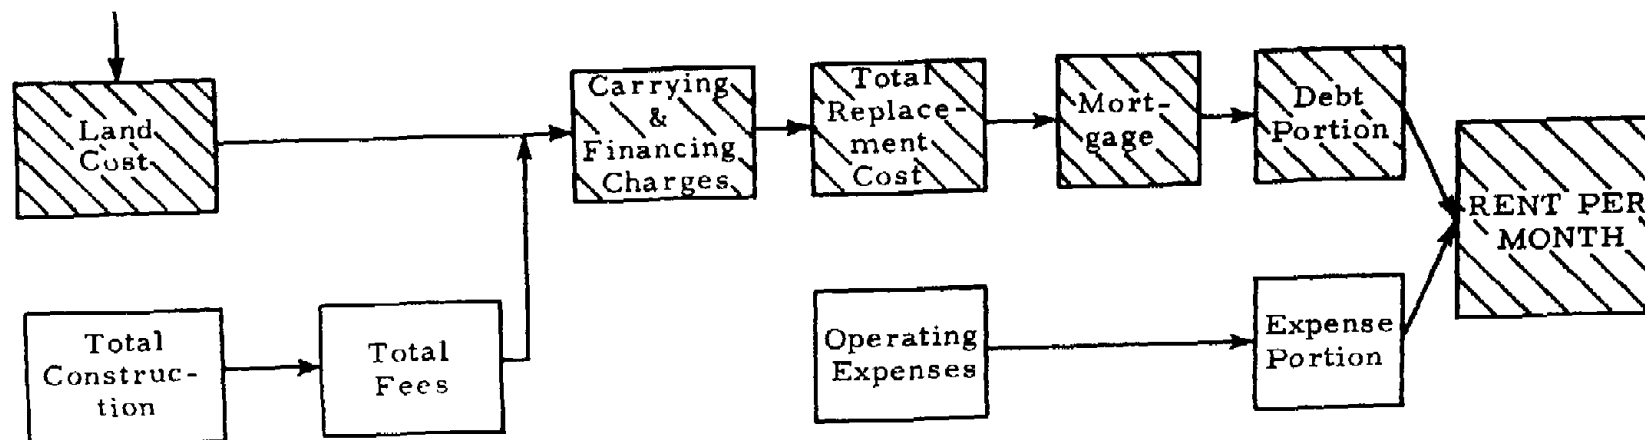 Land
Cost
Carrying
&
Financing
Charges
Total
Replace-
ment
Cost
Mort-
gage
Debt
Portion
RENT PER
MONTH
Total
Construc-
tion
Total
Fees
Operating
Expenses
Expense
Portion